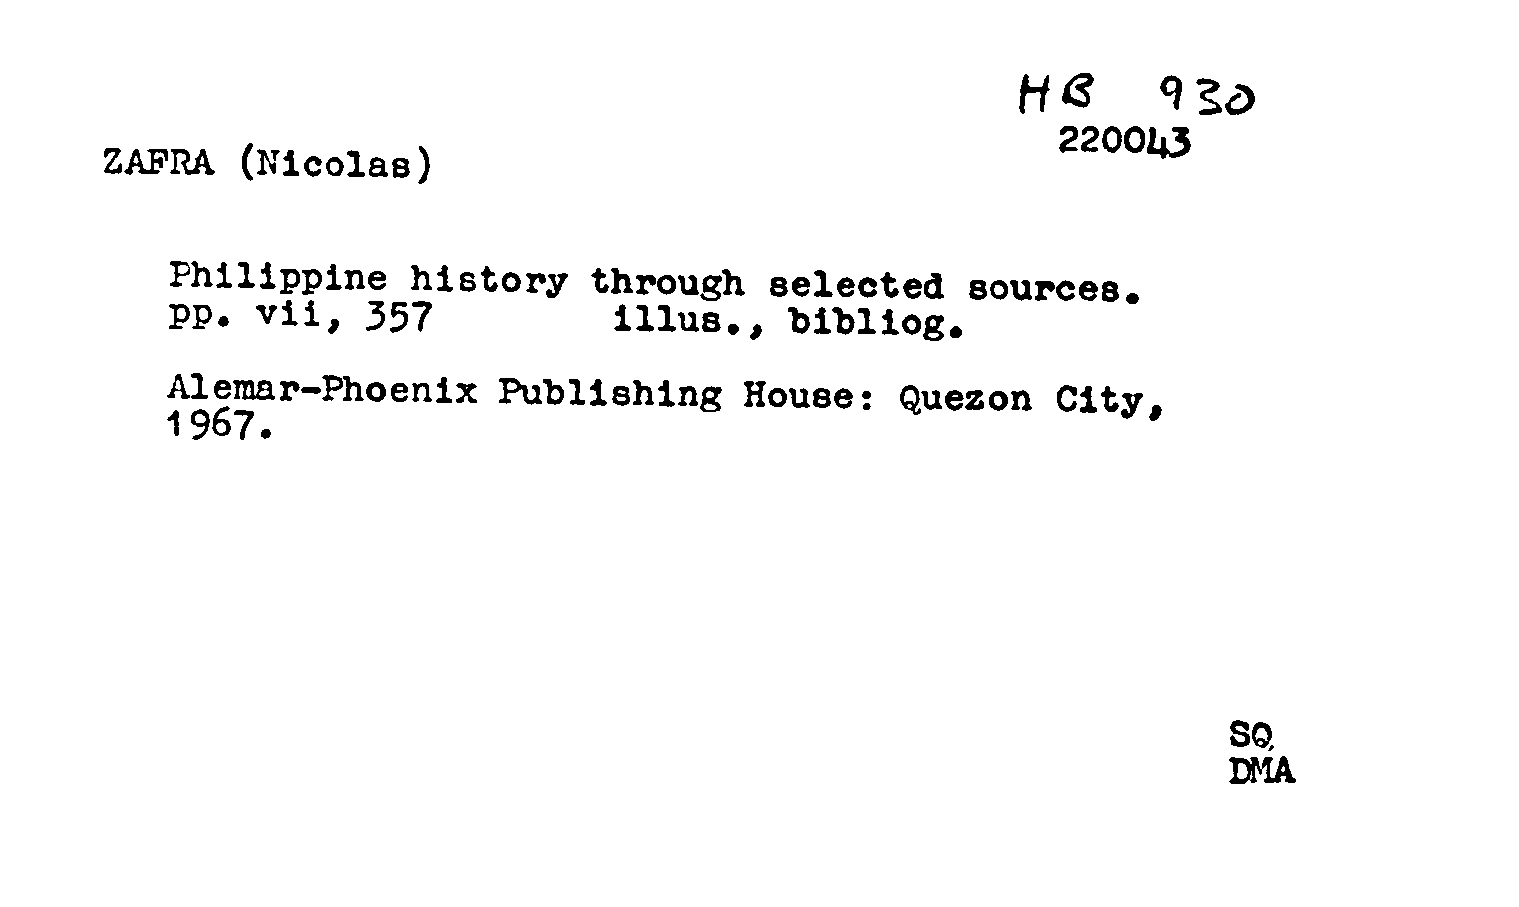 HB 930
220043
ZAFRA (Nicolas)
Philippine history through selected sources.
pp. vii, 357 illus., bibliog.
Alemar-Phoenix Publishing House: Quezon City,
1967.
SQ
DMA